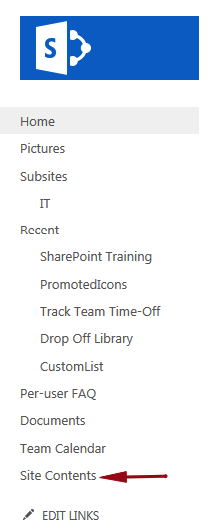 S
Home
Pictures
Subsites
IT
Recent
SharePoint Training
PromotedIcons
Track Team Time-Off
Drop Off Library
CustomList
Per-user FAQ
Documents
Team Calendar
Site Contents
EDIT LINKS